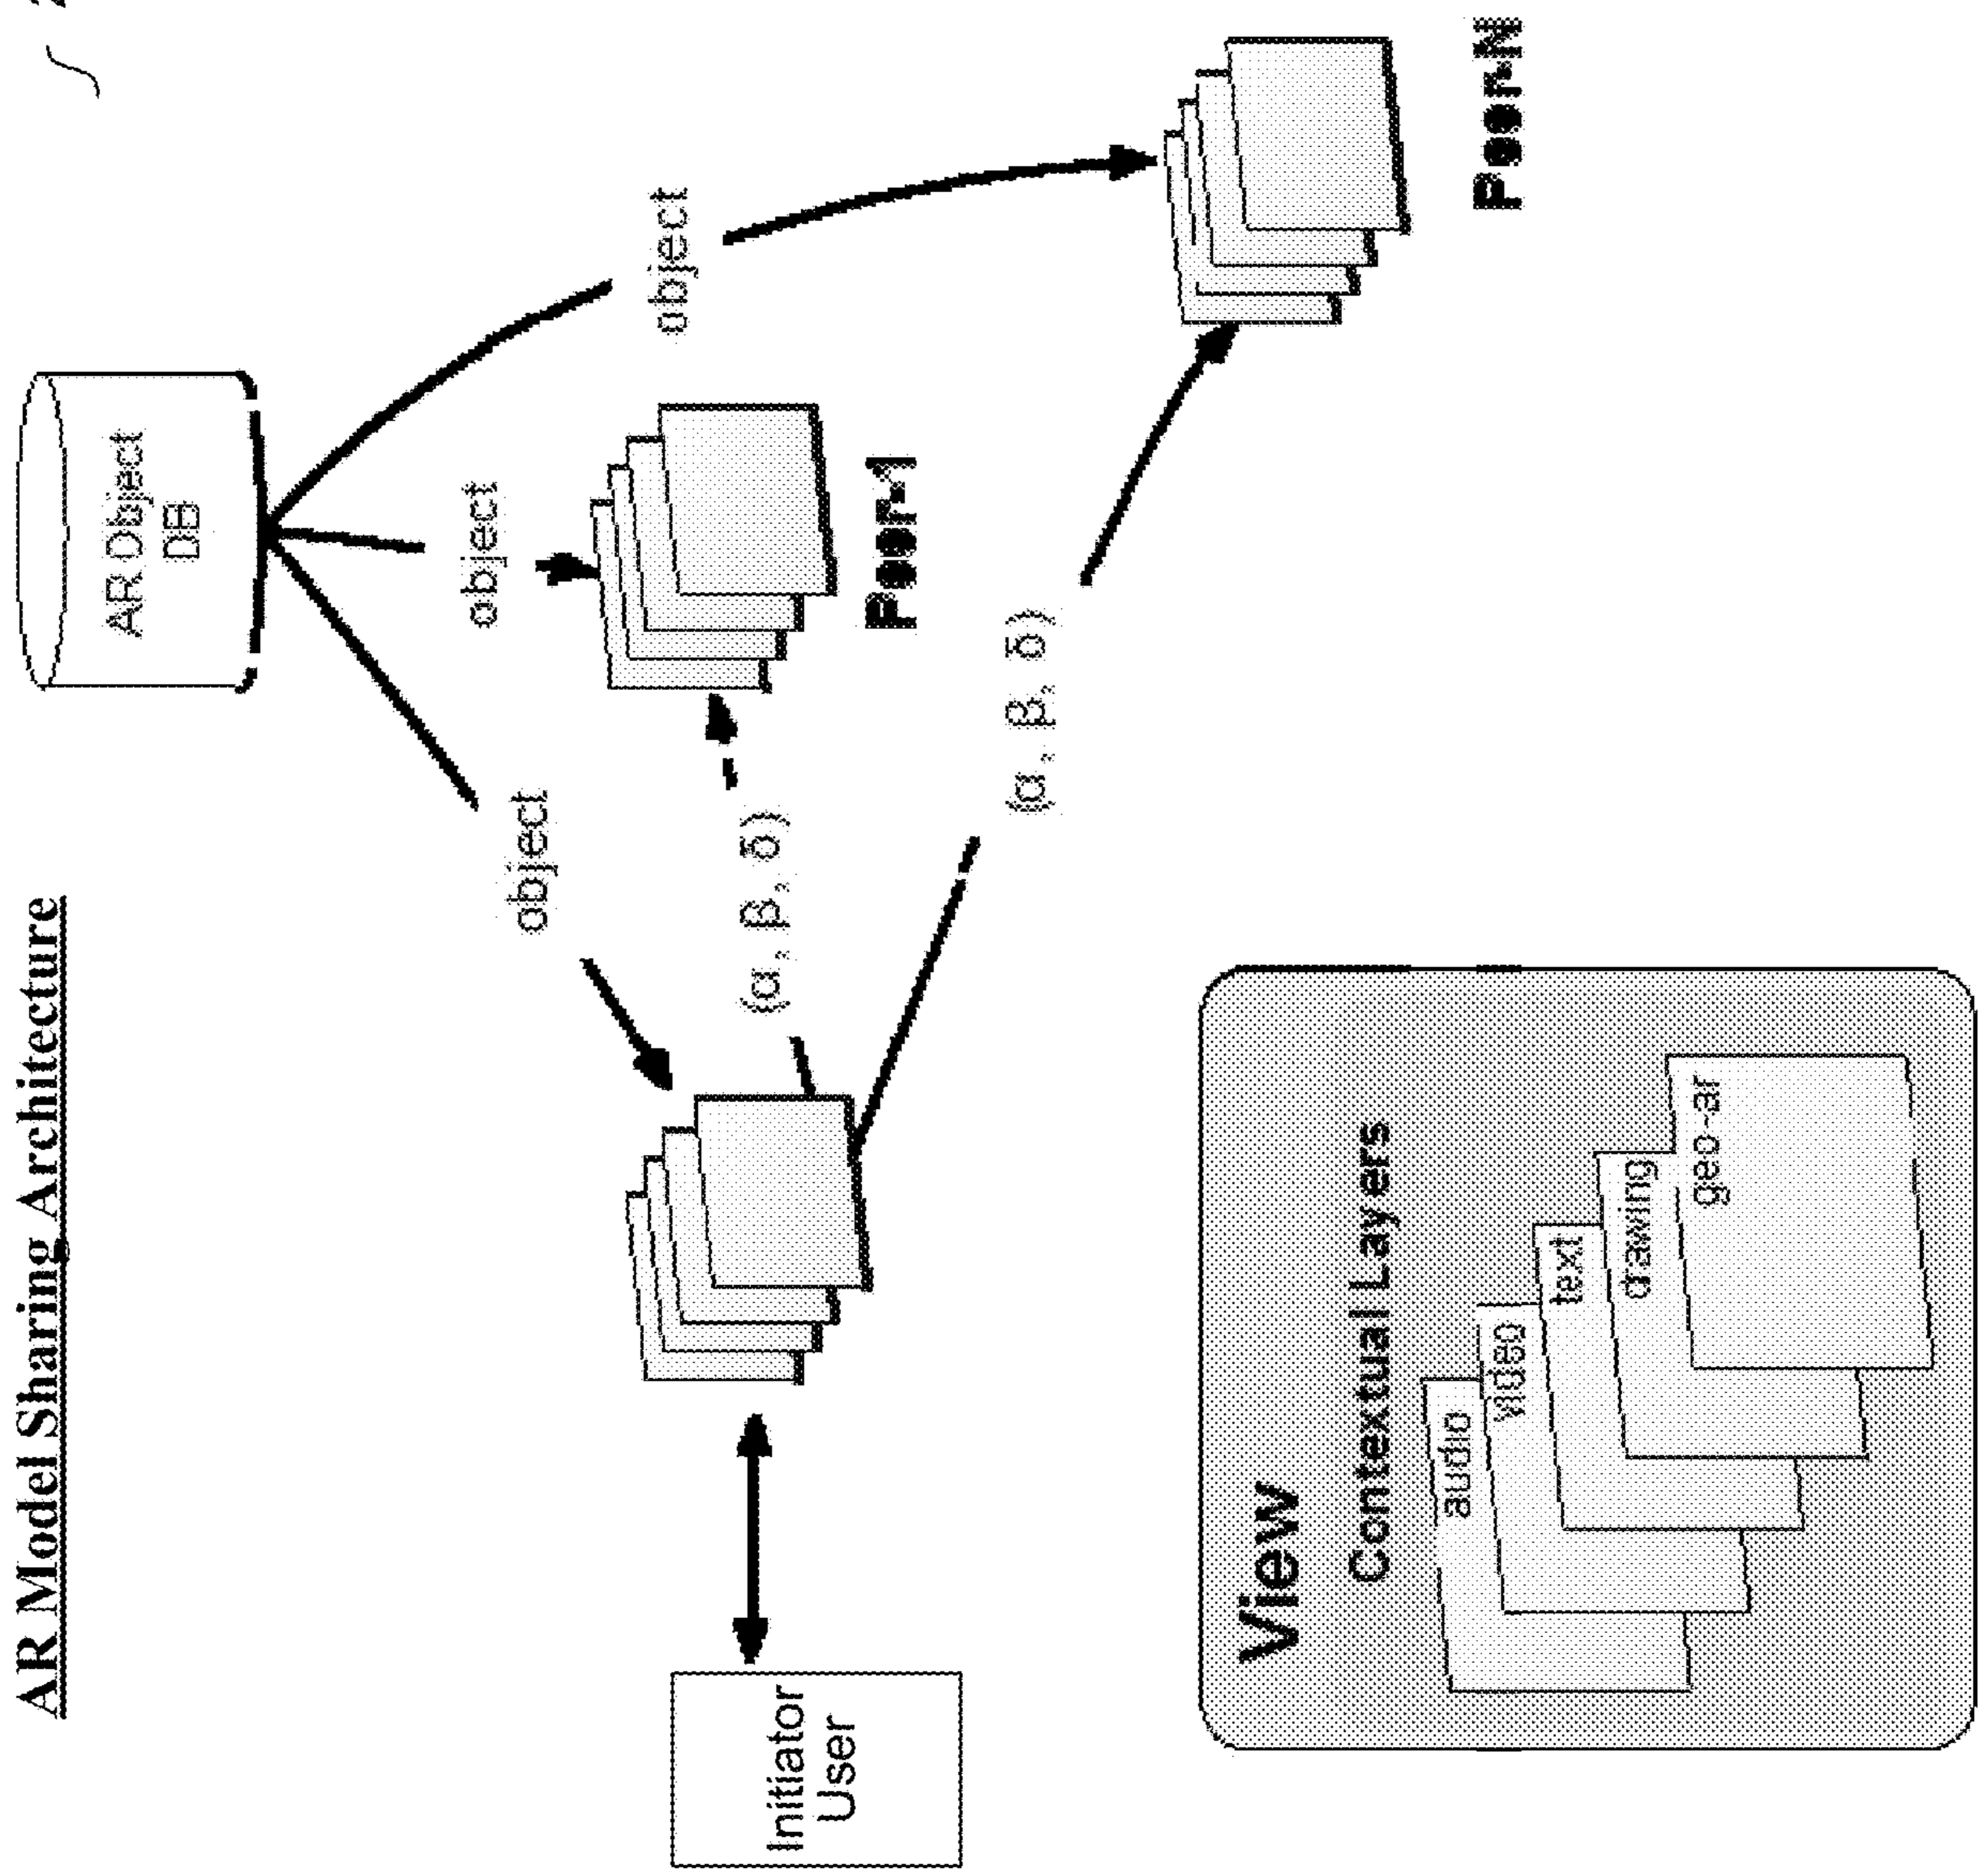 AR Model Sharing Architecture
AR Object
DB
object
object
object
Initiator
User
(α, β, δ)
(α, β, δ)
Peer-1
Peer-N
View
Contextual Layers
audio
video
text
drawing
geo-ar